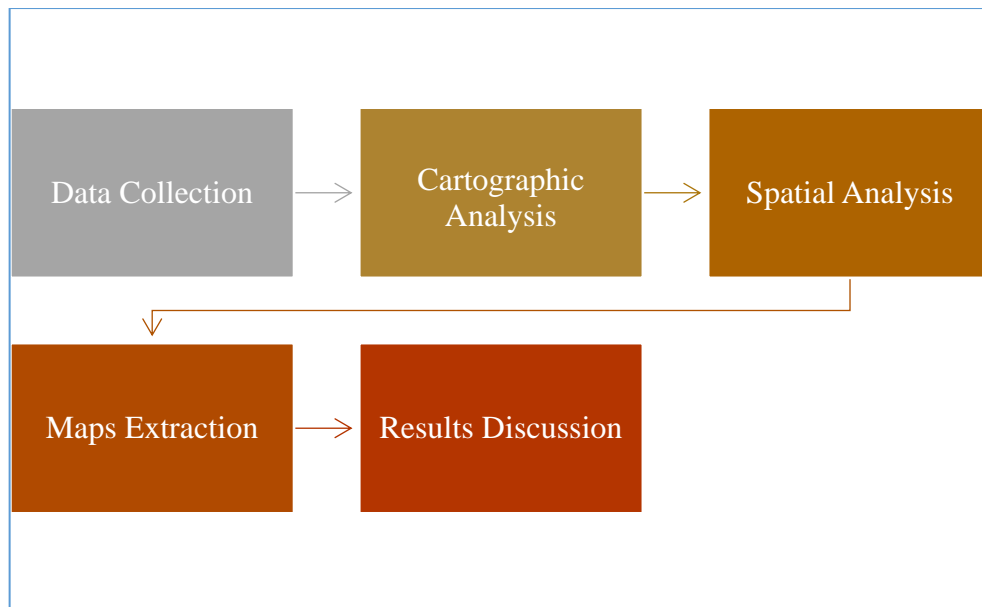 Data Collection
Cartographic
Analysis
Spatial Analysis
Maps Extraction
Results Discussion